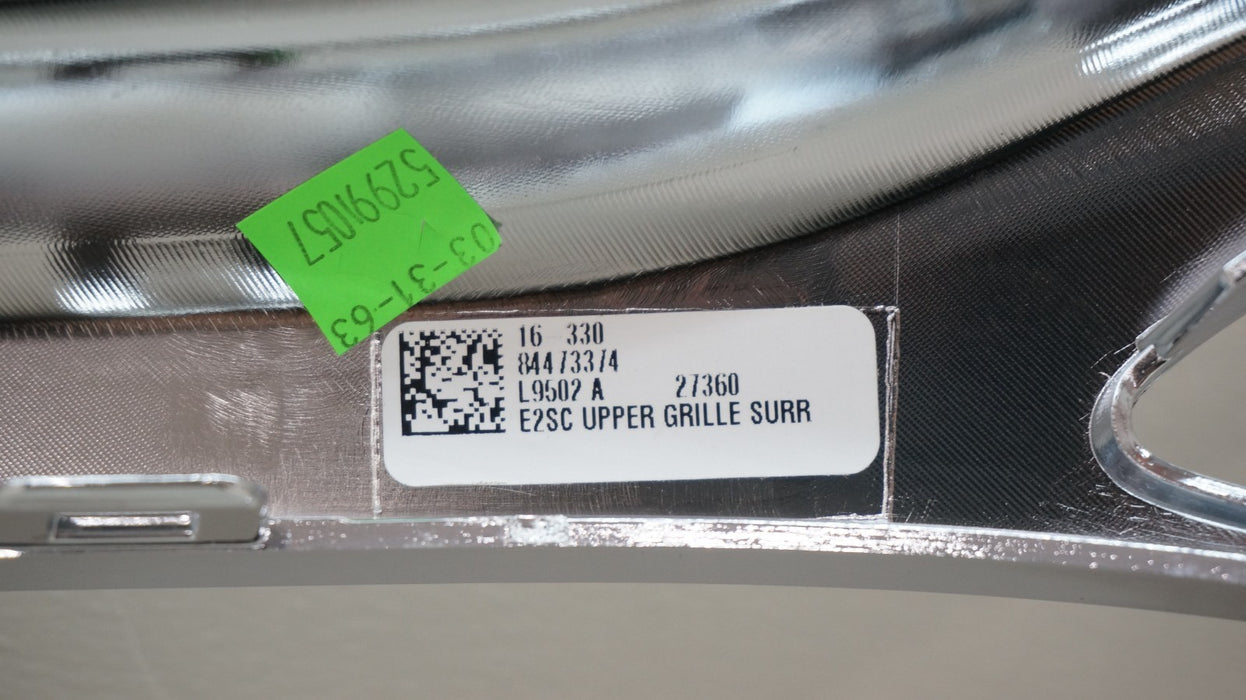 03-31-63
52991057
16 330
84473374
L9502 A 27360
E2SC UPPER GRILLE SURR